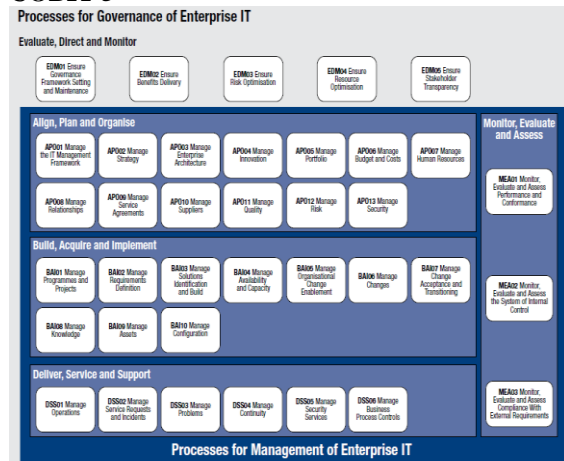 COBIT 5
Processes for Governance of Enterprise IT
Evaluate, Direct and Monitor
EDM01 Ensure
Governance
Framework Setting
and Maintenance
EDM02 Ensure
Benefits Delivery
EDM03 Ensure
Risk Optimisation
EDM04 Ensure
Resource
Optimisation
EDM05 Ensure
Stakeholder
Transparency
Align, Plan and Organise
APO01 Manage
the IT Management
Framework
APO02 Manage
Strategy
APO03 Manage
Enterprise
Architecture
APO04 Manage
Innovation
APO05 Manage
Portfolio
APO06 Manage
Budget and Costs
APO07 Manage
Human Resources
APO08 Manage
Relationships
APO09 Manage
Service
Agreements
APO10 Manage
Suppliers
APO11 Manage
Quality
APO12 Manage
Risk
APO13 Manage
Security
Build, Acquire and Implement
BAI01 Manage
Programmes and
Projects
BAI02 Manage
Requirements
Definition
BAI03 Manage
Solutions
Identification
and Build
BAI04 Manage
Availability
and Capacity
BAI05 Manage
Organisational
Change
Enablement
BAI06 Manage
Changes
BAI07 Manage
Change
Acceptance and
Transitioning
BAI08 Manage
Knowledge
BAI09 Manage
Assets
BAI10 Manage
Configuration
Deliver, Service and Support
DSS01 Manage
Operations
DSS02 Manage
Service Requests
and Incidents
DSS03 Manage
Problems
DSS04 Manage
Continuity
DSS05 Manage
Security
Services
DSS06 Manage
Business
Process Controls
Monitor, Evaluate
and Assess
MEA01 Monitor,
Evaluate and Assess
Performance and
Conformance
MEA02 Monitor,
Evaluate and Assess
the System of Internal
Control
MEA03 Monitor,
Evaluate and Assess
Compliance With
External Requirements
Processes for Management of Enterprise IT